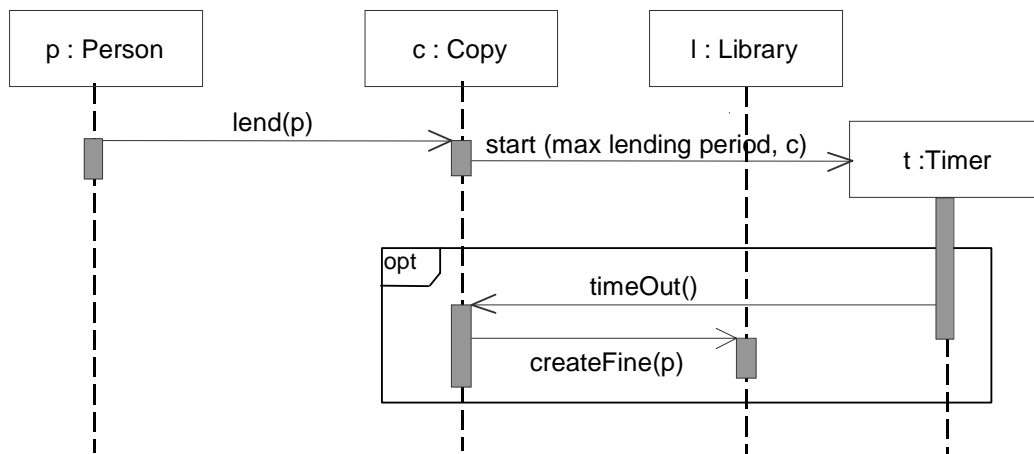 p : Person
c : Copy
l : Library
lend(p)
start (max lending period, c)
t :Timer
opt
timeOut()
createFine(p)